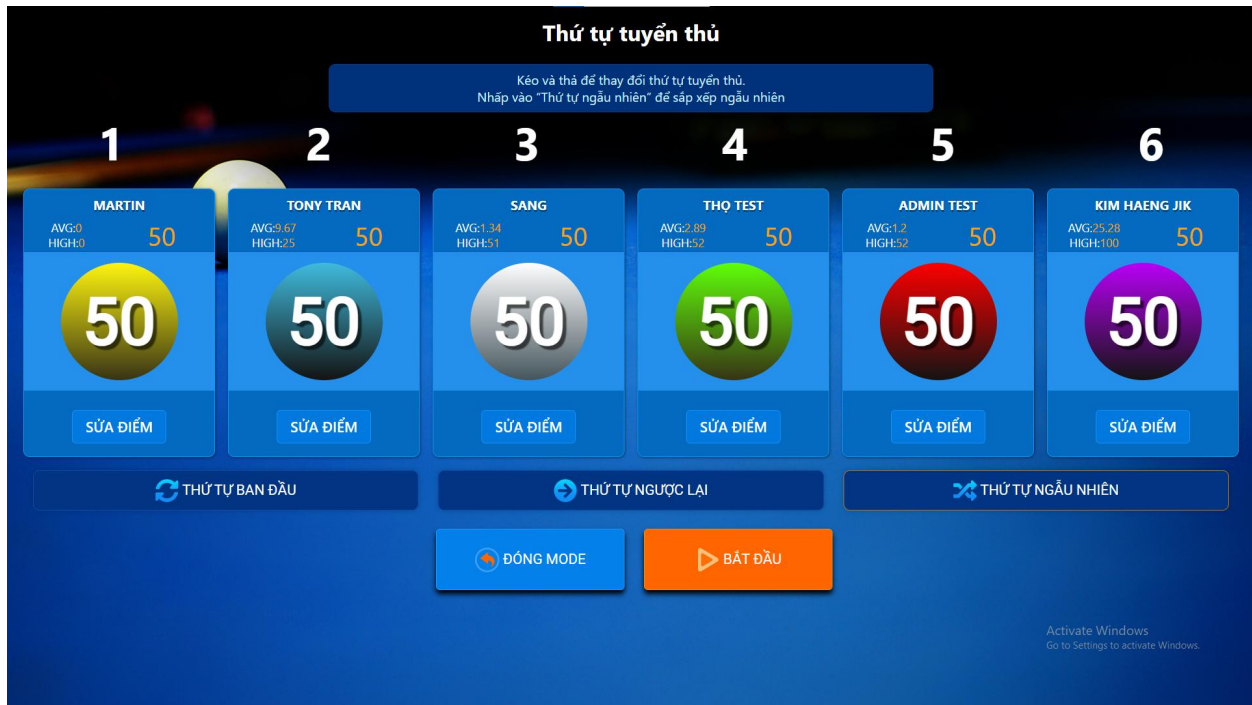 Thứ tự tuyển thủ
Kéo và thả để thay đổi thứ tự tuyển thủ.
Nhấp vào "Thứ tự ngẫu nhiên" để sắp xếp ngẫu nhiên
1 2 3 4 5 6
MARTIN
AVG:0
HIGH:0
50
50
SỬA ĐIỂM
TONY TRAN
AVG:9.67
HIGH:25
50
50
SỬA ĐIỂM
SANG
AVG:1.34
HIGH:51
50
50
SỬA ĐIỂM
THỌ TEST
AVG:2.89
HIGH:52
50
50
SỬA ĐIỂM
ADMIN TEST
AVG:1.2
HIGH:52
50
50
SỬA ĐIỂM
KIM HAENG JIK
AVG:25.28
HIGH:100
50
50
SỬA ĐIỂM
THỨ TỰ BAN ĐẦU
THỨ TỰ NGƯỢC LẠI
THỨ TỰ NGẪU NHIÊN
ĐÓNG MODE
BẮT ĐẦU
Activate Windows
Go to Settings to activate Windows.